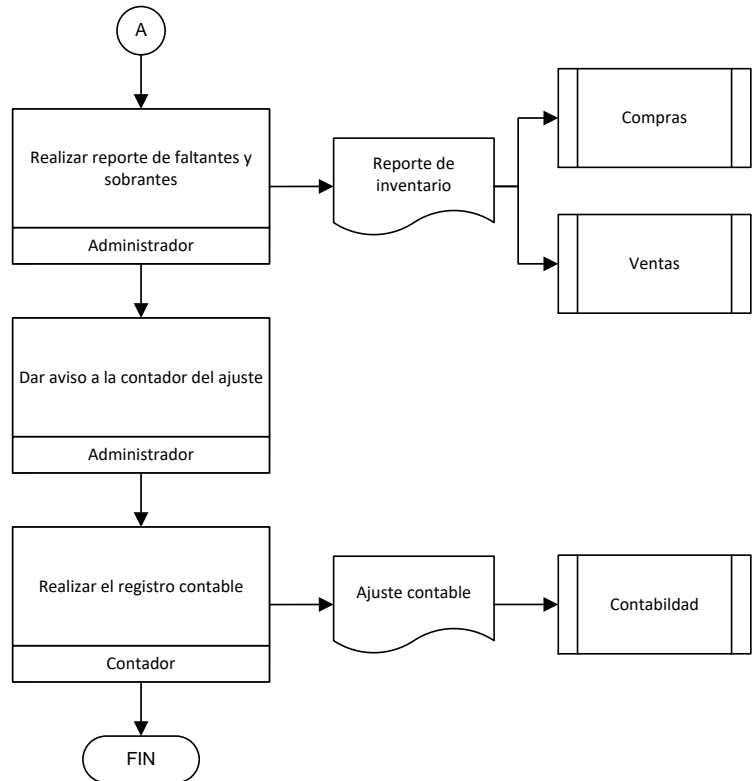 A
Realizar reporte de faltantes y
sobrantes
Administrador
Reporte de
inventario
Compras
Ventas
Dar aviso a la contador del ajuste
Administrador
Realizar el registro contable
Contador
Ajuste contable
Contabildad
FIN